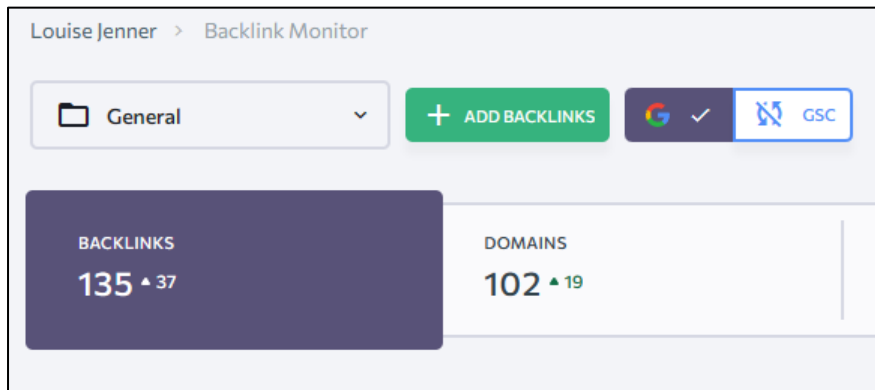 Louise Jenner > Backlink Monitor
General
+ ADD BACKLINKS
GSC
BACKLINKS
135 ▲ 37
DOMAINS
102 ▲ 19